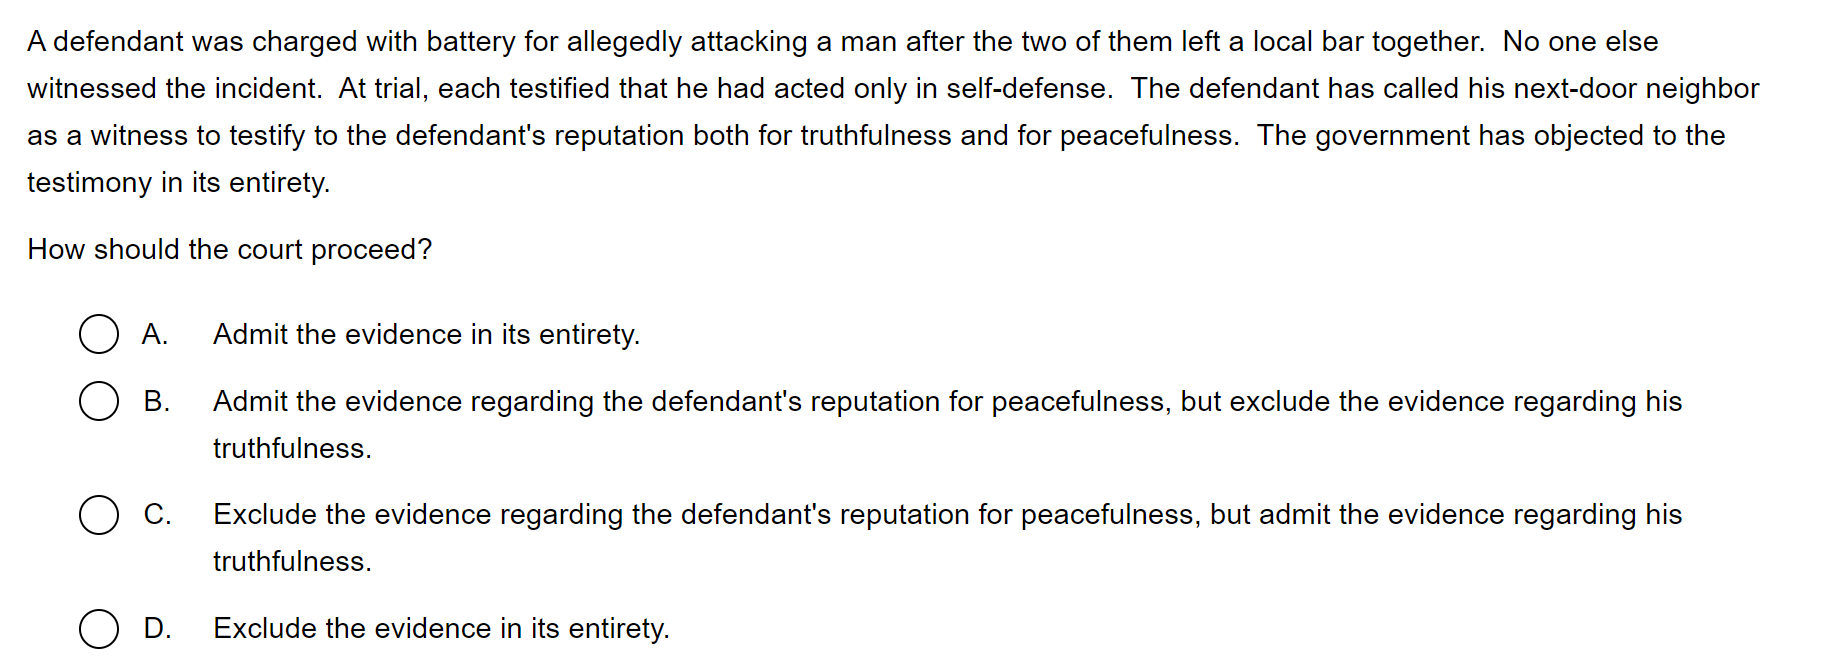 A defendant was charged with battery for allegedly attacking a man after the two of them left a local bar together.  No one else
witnessed the incident.  At trial, each testified that he had acted only in self-defense.  The defendant has called his next-door neighbor
as a witness to testify to the defendant's reputation both for truthfulness and for peacefulness.  The government has objected to the
testimony in its entirety.
How should the court proceed?
A. Admit the evidence in its entirety.
B. Admit the evidence regarding the defendant's reputation for peacefulness, but exclude the evidence regarding his
truthfulness.
C. Exclude the evidence regarding the defendant's reputation for peacefulness, but admit the evidence regarding his
truthfulness.
D. Exclude the evidence in its entirety.